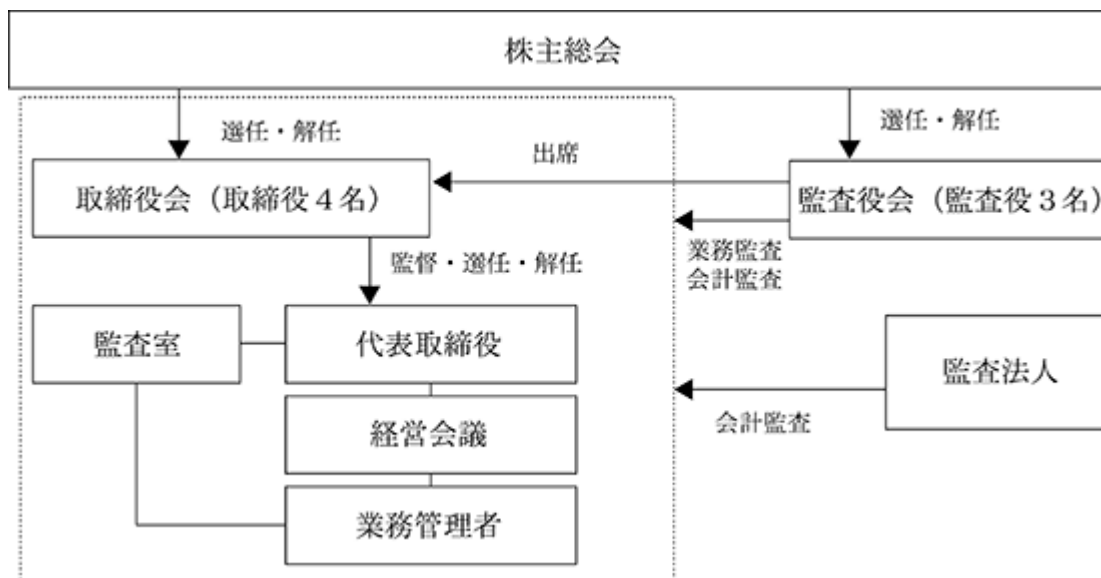 株主総会
選任・解任
選任・解任
出席
取締役会（取締役４名）
監査役会（監査役３名）
業務監査
会計監査
監督・選任・解任
監査室
代表取締役
監査法人
会計監査
経営会議
業務管理者